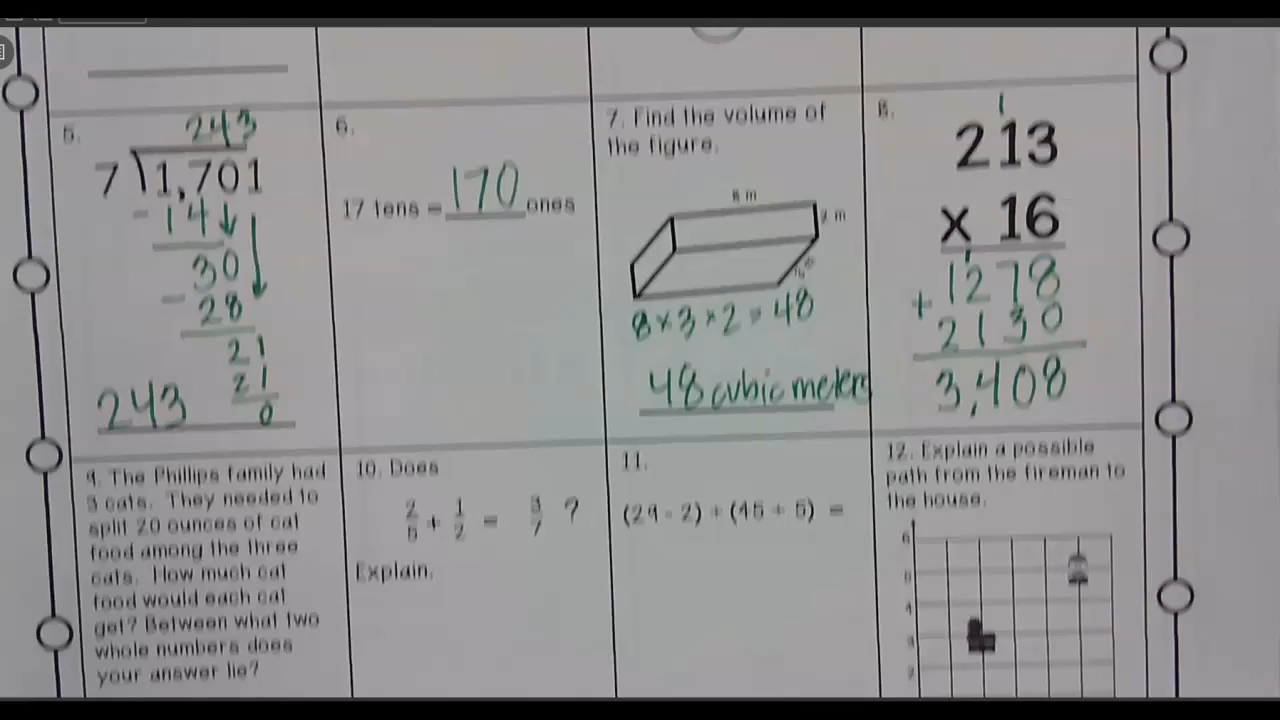 5.
243
7 1,701
- 14
30
- 28
21
21
0
243
6.
17 tens = 170 ones
7. Find the volume of
the figure.
8 m
2 m
8 × 3 × 2 = 48
48 cubic meters
8.
1
213
x 16
1
1278
+ 2130
3,408
9. The Phillips family had
3 cats. They needed to
split 20 ounces of cat
food among the three
cats. How much cat
food would each cat
get? Between what two
whole numbers does
your answer lie?
10. Does
2/5 + 1/2 = 3/7 ?
Explain.
11.
12. Explain a possible
path from the fireman to
the house.
6
5
4
3
2